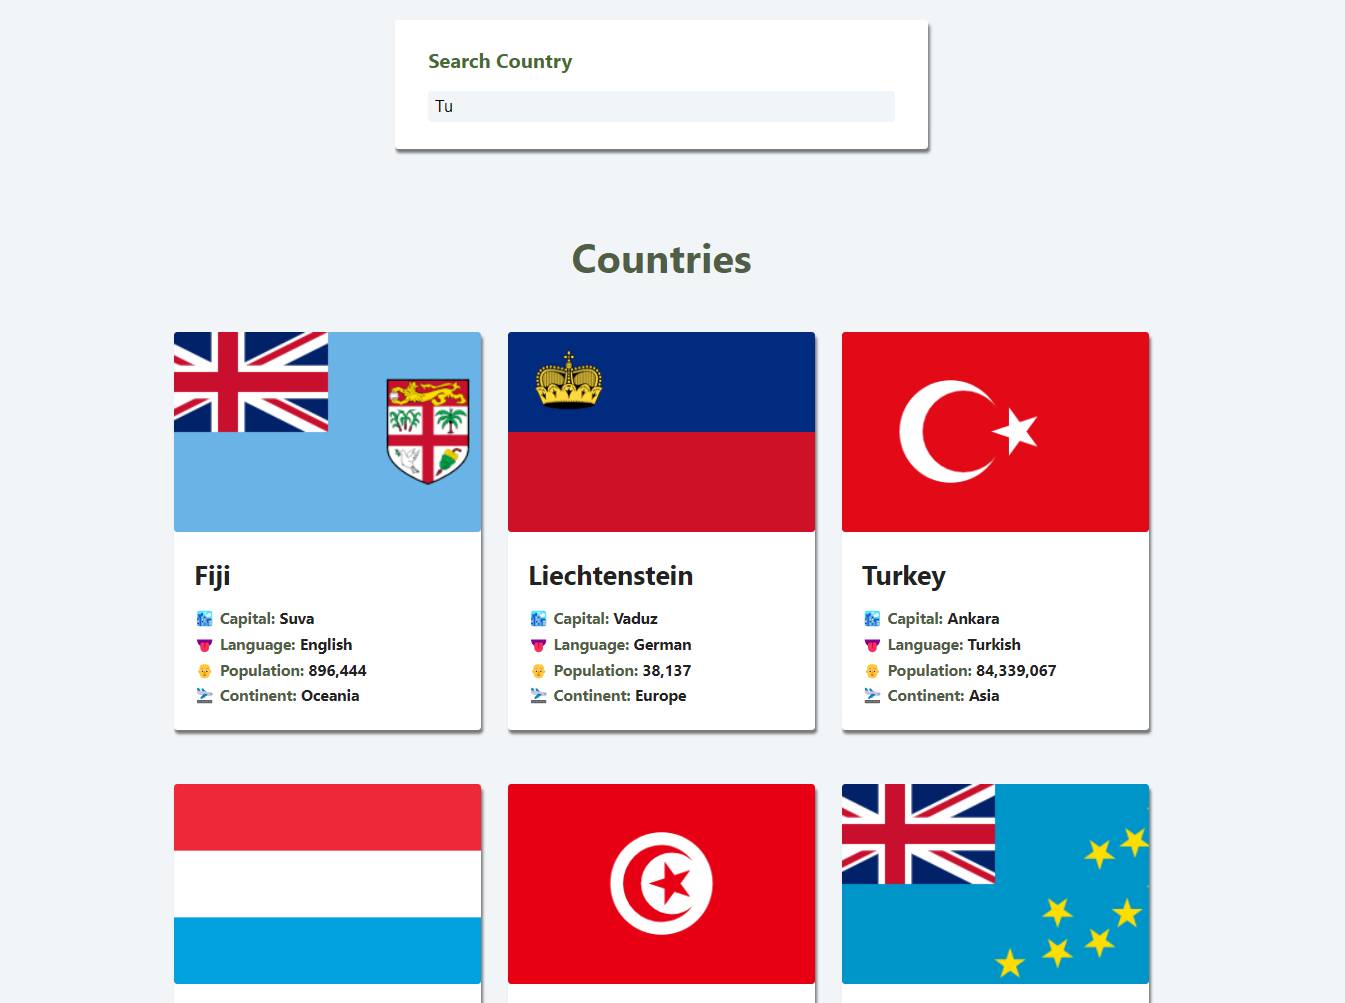 Search Country
Tu
Countries
Fiji
Capital: Suva
Language: English
Population: 896,444
Continent: Oceania
Liechtenstein
Capital: Vaduz
Language: German
Population: 38,137
Continent: Europe
Turkey
Capital: Ankara
Language: Turkish
Population: 84,339,067
Continent: Asia